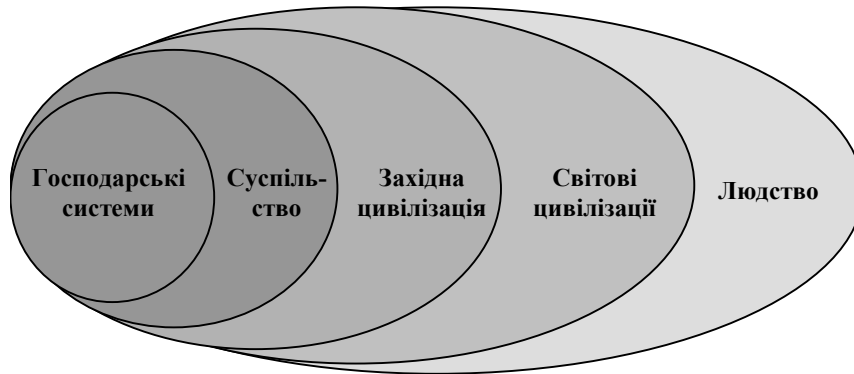 Господарські
системи
Суспіль-
ство
Західна
цивілізація
Світові
цивілізації
Людство